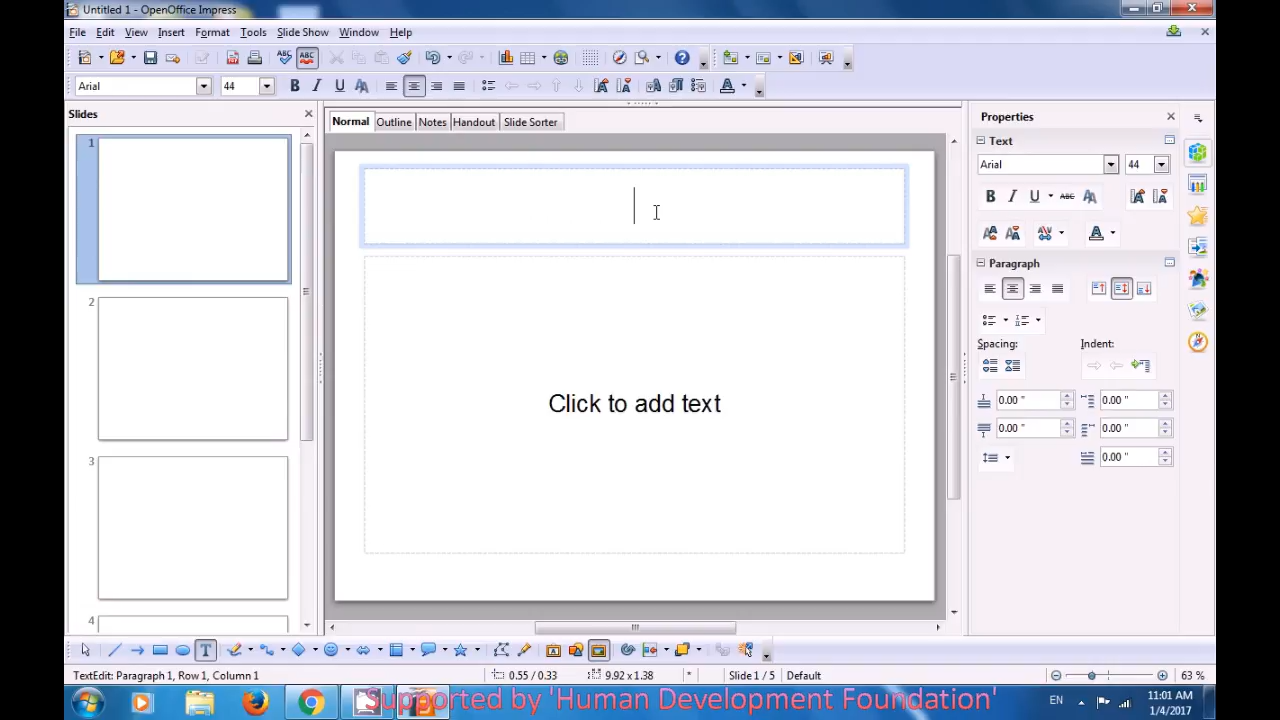 Untitled 1 - OpenOffice Impress
File Edit View Insert Format Tools Slide Show Window Help
Arial 44
Slides
Normal Outline Notes Handout Slide Sorter
Properties
Text
Arial 44
Paragraph
Spacing: Indent:
0.00 " 0.00 "
0.00 " 0.00 "
0.00 "
1
2
3
4
Click to add text
TextEdit: Paragraph 1, Row 1, Column 1 0.55 / 0.33 9.92 x 1.38 * Slide 1 / 5 Default 63 %
Supported by 'Human Development Foundation'
EN 11:01 AM
1/4/2017